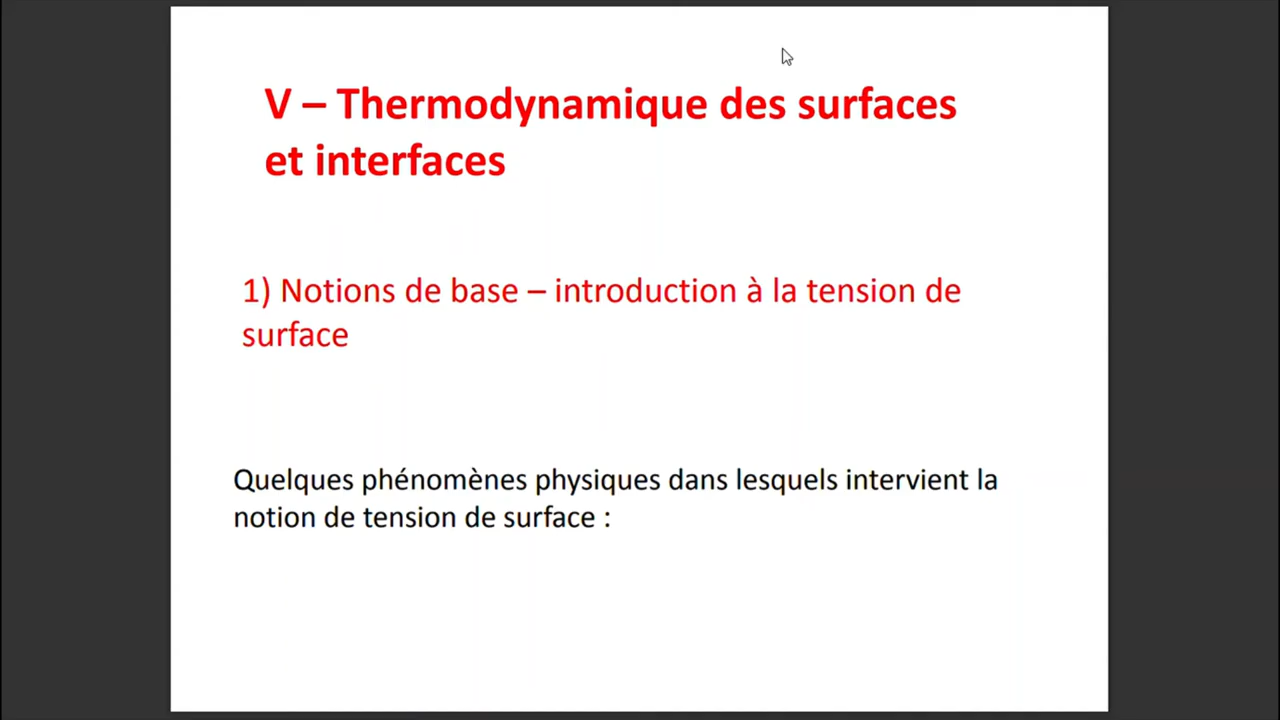 V – Thermodynamique des surfaces
et interfaces
1) Notions de base – introduction à la tension de
surface
Quelques phénomènes physiques dans lesquels intervient la
notion de tension de surface :